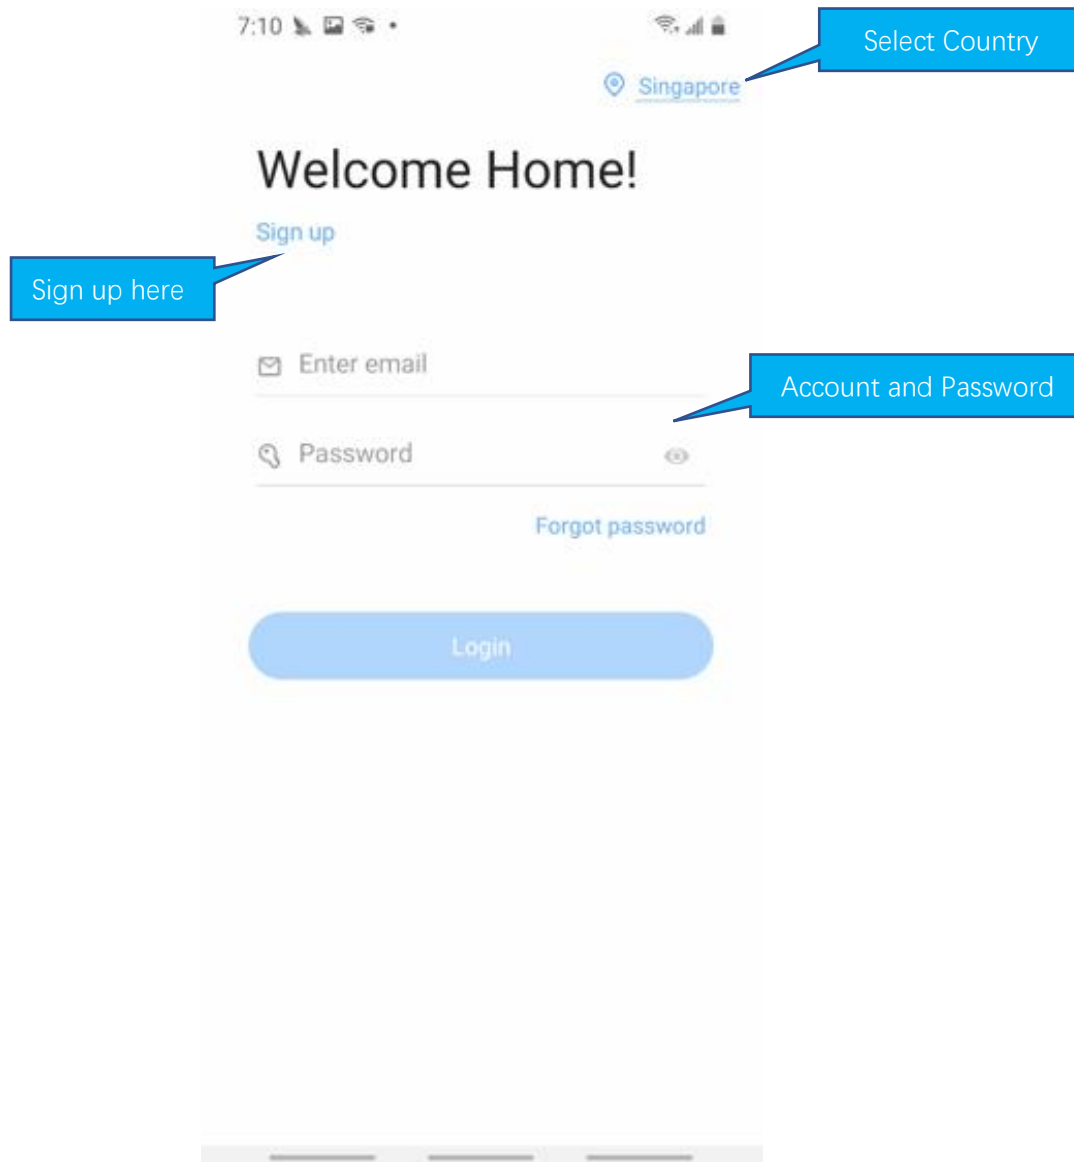 7:10
Select Country
Singapore
Welcome Home!
Sign up
Sign up here
Enter email
Account and Password
Password
Forgot password
Login